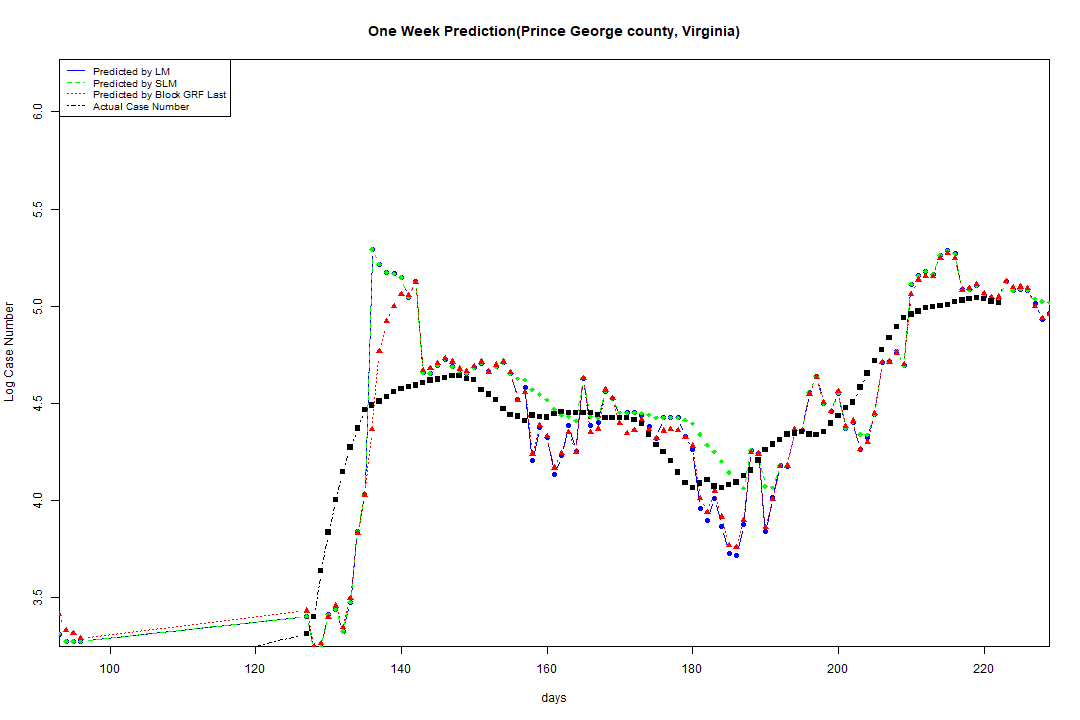 One Week Prediction(Prince George county, Virginia)
Predicted by LM
Predicted by SLM
Predicted by Block GRF Last
Actual Case Number
6.0
5.5
5.0
4.5
4.0
3.5
Log Case Number
100 120 140 160 180 200 220
days